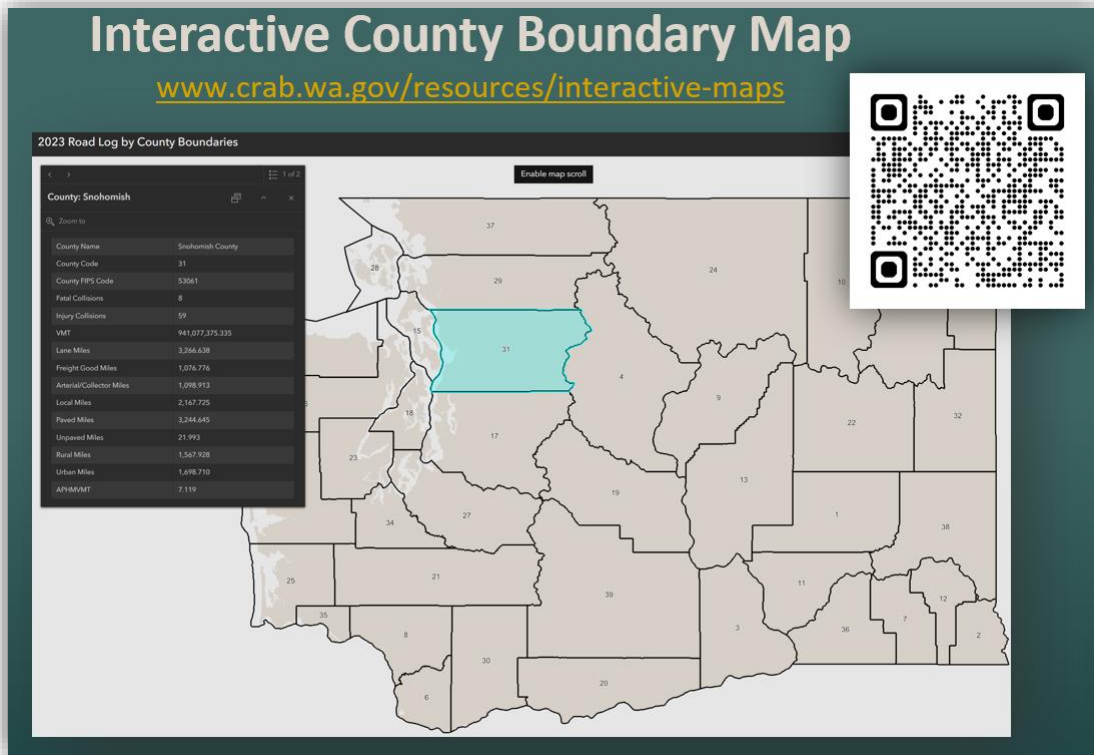 Interactive County Boundary Map
www.crab.wa.gov/resources/interactive-maps
2023 Road Log by County Boundaries
1 of 2
Enable map scroll
County: Snohomish
Zoom to
County Name Snohomish County
County Code 31
County FIPS Code 53061
Fatal Collisions 8
Injury Collisions 59
VMT 941,077,375.335
Lane Miles 3,266.638
Freight Good Miles 1,076.776
Arterial/Collector Miles 1,098.913
Local Miles 2,167.725
Paved Miles 3,244.645
Unpaved Miles 21.993
Rural Miles 1,567.928
Urban Miles 1,698.710
APHMVMT 7.119
37
28
24
29
10
15
31
4
9
18
22
32
17
23
13
19
27
34
1
38
21
25
39
11
12
35
8
3
36
7
2
30
20
6